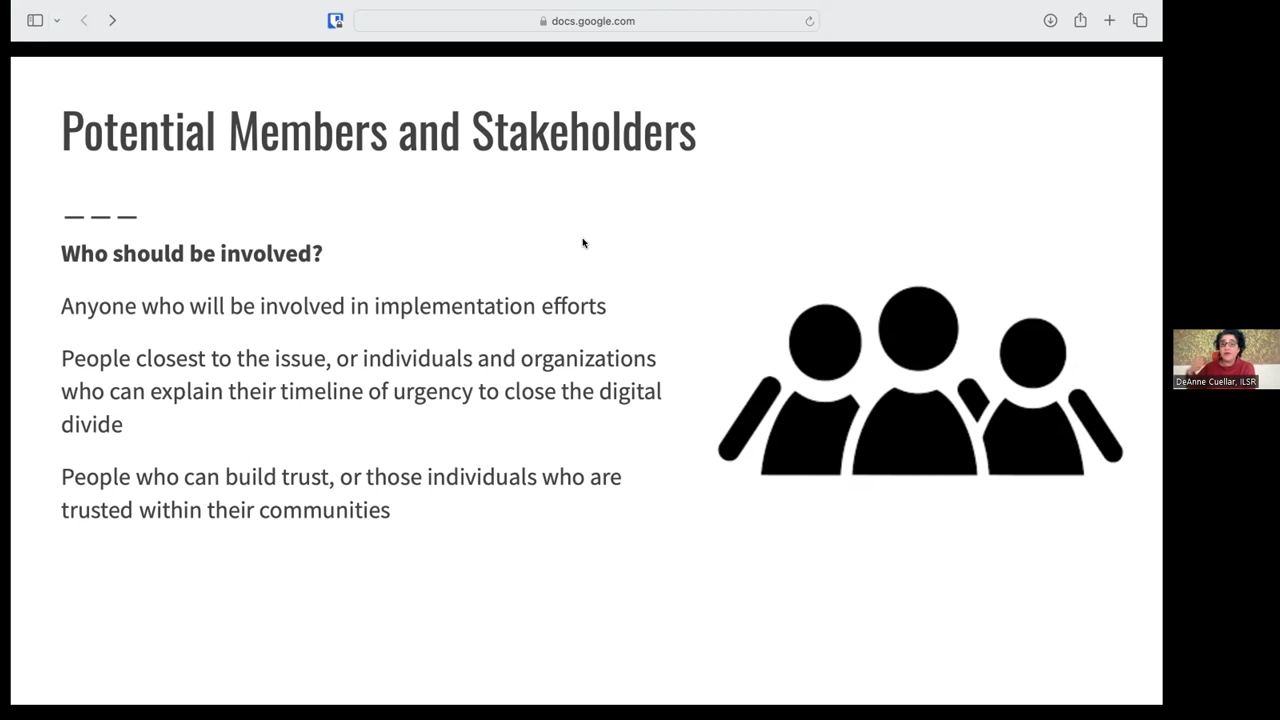 docs.google.com
Potential Members and Stakeholders
Who should be involved?
Anyone who will be involved in implementation efforts
People closest to the issue, or individuals and organizations
who can explain their timeline of urgency to close the digital
divide
People who can build trust, or those individuals who are
trusted within their communities
DeAnne Cuellar, ILSR